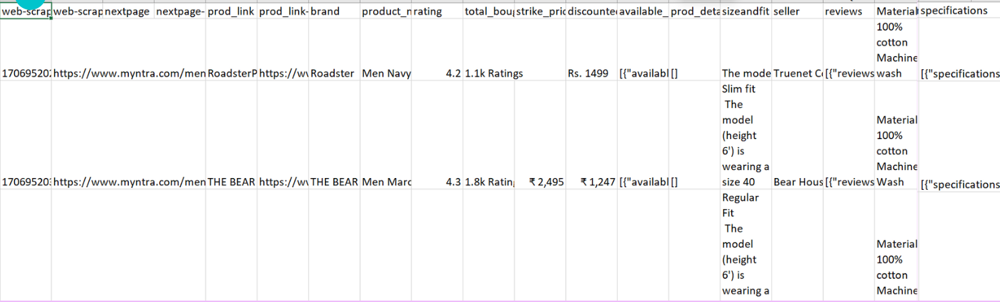 web-scrap web-scrap nextpage nextpage- prod_link prod_link- brand product_n rating total_bou strike_pric discounte available_ prod_deta sizeandfit seller reviews Material specifications
100%
cotton
Machine
17069520 https://www.myntra.com/men RoadsterP https://w Roadster Men Navy 4.2 1.1k Ratings Rs. 1499 [{"availabl [] The mode Truenet C [{"reviews wash [{"specifications
Slim fit
The
model Material
(height 100%
6') is cotton
wearing a Machine
17069520 https://www.myntra.com/men THE BEAR https://w THE BEAR Men Marc 4.3 1.8k Ratin ₹ 2,495 ₹ 1,247 [{"availabl [] size 40 Bear Hous [{"reviews Wash [{"specifications
Regular
Fit
The
model Material
(height 100%
6') is cotton
wearing a Machine